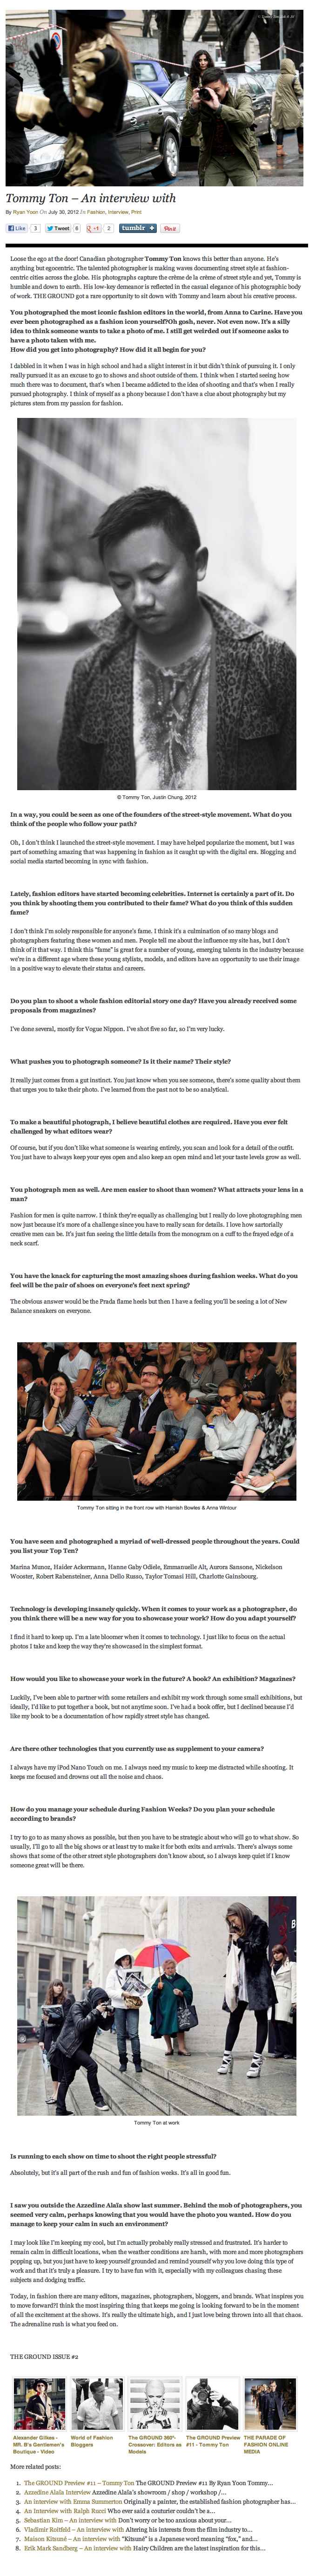 Tommy Ton – An interview with
By Ryan Yoon On July 30, 2012 In Fashion, Interview, Print
Like 3 Tweet 6 +1 2 tumblr + Pin it
Loose the ego at the door! Canadian photographer Tommy Ton knows this better than anyone. He's
anything but egocentric. The talented photographer is making waves documenting street style at fashion-
centric cities across the globe. His photographs capture the crème de la crème of street style and yet, Tommy is
humble and down to earth. His low-key demeanor is reflected in the casual elegance of his body of
work. THE GROUND got a rare opportunity to sit down with Tommy and learn about his creative process.
You photographed the most iconic fashion editors in the world, from Anna to Carine. Have you
ever been photographed as a fashion icon yourself?Oh gosh, never. Not even now. It's a silly
idea to think someone wants to take a photo of me. I still get weirded out if someone asks to
have a photo taken with me.
How did you get into photography? How did it all begin for you?
I dabbled in it when I was in high school and had a slight interest in it but didn't think of pursuing it. I only
really pursued it as an excuse to go to shows and shoot outside of them. I think when I started seeing how
much there was to document, that's when I became addicted to the idea of shooting and that's when I really
pursued photography. I think of myself as a phony because I don't have a clue about photography but my
pictures stem from my passion for fashion.
© Tommy Ton, Justin Chung, 2012
In a way, you could be seen as one of the founders of the street-style movement. What do you
think of the people who follow your path?
Oh, I don't think I launched the street-style movement. I may have helped popularize the moment, but I was
part of something amazing that was happening in fashion as it caught up with the digital era. Blogging and
social media started becoming in sync with fashion.
Lately, fashion editors have started becoming celebrities. Internet is certainly a part of it. Do
you think by shooting them you contributed to their fame? What do you think of this sudden
fame?
I don't think I'm solely responsible for anyone's fame. I think it's a culmination of so many blogs and
photographers featuring these women and men. People tell me about the influence my site has, but I don't
think of it that way. I think this “fame” is great for exposure of some great, emerging talents in the industry because
we're in a different age where these young stylists, models, and editors have an opportunity to use their image
in a positive way to elevate their status and careers.
Do you plan to shoot a whole fashion editorial story one day? Have you already received some
proposals from magazines?
I've done several, mostly for Vogue Nippon. I've shot five so far, so I'm very lucky.
What pushes you to photograph someone? Is it their name? Their style?
It really just comes from a gut instinct. You just know when you see someone, there's some quality about them
that urges you to take their photo. I've learned from the past not to be so analytical.
To make a beautiful photograph, I believe beautiful clothes are required. Have you ever felt
challenged by what editors wear?
Of course, but if you don't like what someone is wearing entirely, you scan and look for a detail of the outfit.
You just have to always keep your eyes open and also keep an open mind and let your taste levels grow as well.
You photograph men as well. Are men easier to shoot than women? What attracts your lens in a
man?
Fashion for men is quite narrow. I think they're equally as challenging but I really do love photographing men
now just because it's more of a challenge since you have to really scan for details. I love how sartorially
creative men can be. It's just fun seeing the little details from the monogram on a cuff to the frayed edge of a
neck scarf.
You have the knack for capturing the most amazing shoes during fashion weeks. What do you
feel will be the pair of shoes on everyone's feet next spring?
The obvious answer would be the Prada flame heels but then I have a feeling you'll be seeing a lot of New
Balance sneakers on everyone.
Tommy Ton sitting in the front row with Hamish Bowles & Anna Wintour
You have seen and photographed a myriad of well-dressed people throughout the years. Could
you list your Top Ten?
Marina Munoz, Haider Ackermann, Hanne Gaby Odiele, Emmanuelle Alt, Aurora Sansone, Nickelson
Wooster, Robert Rabensteiner, Anna Dello Russo, Taylor Tomasi Hill, Charlotte Gainsbourg.
Technology is developing insanely quickly. When it comes to your work as a photographer, do
you think there will be a new way for you to showcase your work? How do you adapt yourself?
I find it hard to keep up. I'm a late bloomer when it comes to technology. I just like to focus on the actual
photos I take and keep the way they're showcased in the simplest format.
How would you like to showcase your work in the future? A book? An exhibition? Magazines?
Luckily, I've been able to partner with some retailers and exhibit my work through some small exhibitions, but
ideally, I'd like to put together a book, but not anytime soon. I've had a book offer, but I declined because I'd
like my book to be a documentation of how rapidly street style has changed.
Are there other technologies that you currently use as supplement to your camera?
I always have my iPod Nano Touch on me. I always need my music to keep me distracted while shooting. It
keeps me focused and drowns out all the noise and chaos.
How do you manage your schedule during Fashion Weeks? Do you plan your schedule
according to brands?
I try to go to as many shows as possible, but then you have to be strategic about who will go to what show. So
usually, I'll go to all the big shows or at least try to make it for both exits and arrivals. There's always some
shows that some of the other street style photographers don't know about, so I always keep quiet if I know
someone great will be there.
Tommy Ton at work
Is running to each show on time to shoot the right people stressful?
Absolutely, but it's all part of the rush and fun of fashion weeks. It's all in good fun.
I saw you outside the Azzedine Alaïa show last summer. Behind the mob of photographers, you
seemed very calm, perhaps knowing that you would have the photo you wanted. How do you
manage to keep your calm in such an environment?
I may look like I'm keeping my cool, but I'm actually probably really stressed and frustrated. It's harder to
remain calm in difficult locations, when the weather conditions are harsh, with more and more photographers
popping up, but you just have to keep yourself grounded and remind yourself why you love doing this type of
work and that it's truly a pleasure. I try to have fun with it, especially with my colleagues chasing these
subjects and dodging traffic.
Today, in fashion there are many editors, magazines, photographers, bloggers, and brands. What inspires you
to move forward?I think the most inspiring thing that keeps me going is looking forward to be in the moment
of all the excitement at the shows. It's really the ultimate high, and I just love being thrown into all that chaos.
The adrenaline rush is what you feed on.
THE GROUND ISSUE #2
Alexander Gilkes - MR. B's Gentlemen's Boutique - Video
World of Fashion Bloggers
The GROUND 360°- Crossover: Editors as Models
The GROUND Preview #11 - Tommy Ton
THE PARADE OF FASHION ONLINE MEDIA
More related posts:
1. The GROUND Preview #11 – Tommy Ton The GROUND Preview #11 By Ryan Yoon Tommy...
2. Azzedine Alaïa Interview Azzedine Alaïa's showroom / shop / workshop /...
3. An interview with Emma Summerton Originally a painter, the established fashion photographer has...
4. An Interview with Ralph Rucci Who ever said a couturier couldn't be a...
5. Sebastian Kim – An interview with Don't worry or be too anxious about your...
6. Vladimir Roitfeld – An interview with Altering his interests from the film industry to...
7. Maison Kitsuné – An interview with “Kitsuné” is a Japanese word meaning “fox,” and...
8. Erik Mark Sandberg – An interview with Hairy Children are the latest inspiration for this...